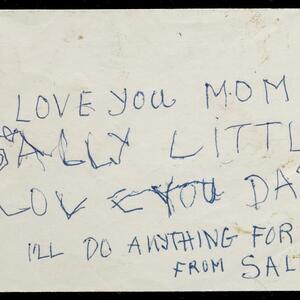 LOVE YOU MOM
SALLY LITTL
LOVE YOU DA
I'LL DO ANYTHING FOR
FROM SAL